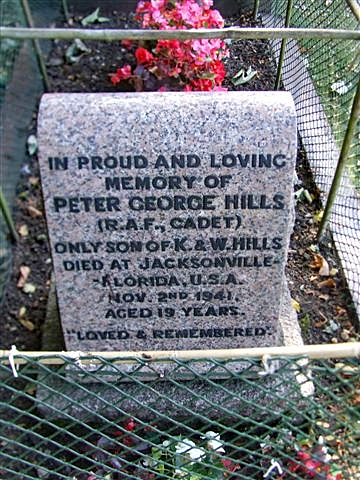 IN PROUD AND LOVING
MEMORY OF
PETER GEORGE HILLS
(R.A.F., CADET)
ONLY SON OF K. & W. HILLS
DIED AT JACKSONVILLE-
-FLORIDA, U.S.A.
NOV. 2ND 1941,
AGED 19 YEARS.
"LOVED & REMEMBERED".